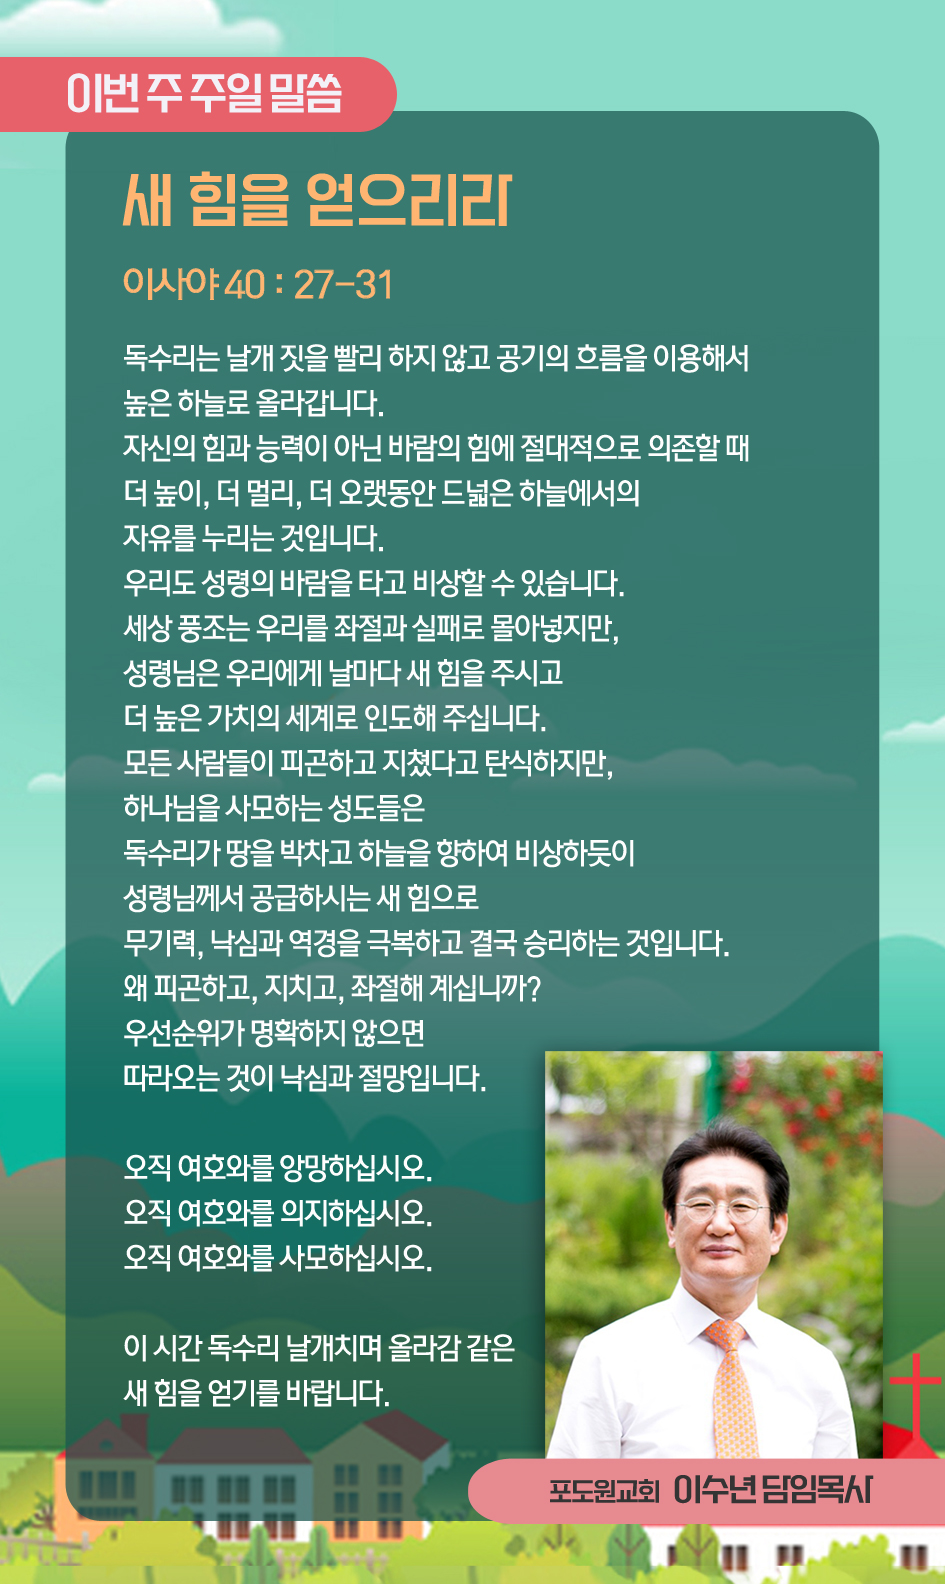 이번 주 주일 말씀
새 힘을 얻으리라
이사야 40 : 27-31
독수리는 날개 짓을 빨리 하지 않고 공기의 흐름을 이용해서
높은 하늘로 올라갑니다.
자신의 힘과 능력이 아닌 바람의 힘에 절대적으로 의존할 때
더 높이, 더 멀리, 더 오랫동안 드넓은 하늘에서의
자유를 누리는 것입니다.
우리도 성령의 바람을 타고 비상할 수 있습니다.
세상 풍조는 우리를 좌절과 실패로 몰아넣지만,
성령님은 우리에게 날마다 새 힘을 주시고
더 높은 가치의 세계로 인도해 주십니다.
모든 사람들이 피곤하고 지쳤다고 탄식하지만,
하나님을 사모하는 성도들은
독수리가 땅을 박차고 하늘을 향하여 비상하듯이
성령님께서 공급하시는 새 힘으로
무기력, 낙심과 역경을 극복하고 결국 승리하는 것입니다.
왜 피곤하고, 지치고, 좌절해 계십니까?
우선순위가 명확하지 않으면
따라오는 것이 낙심과 절망입니다.
오직 여호와를 앙망하십시오.
오직 여호와를 의지하십시오.
오직 여호와를 사모하십시오.
이 시간 독수리 날개치며 올라감 같은
새 힘을 얻기를 바랍니다.
포도원교회 이수년 담임목사